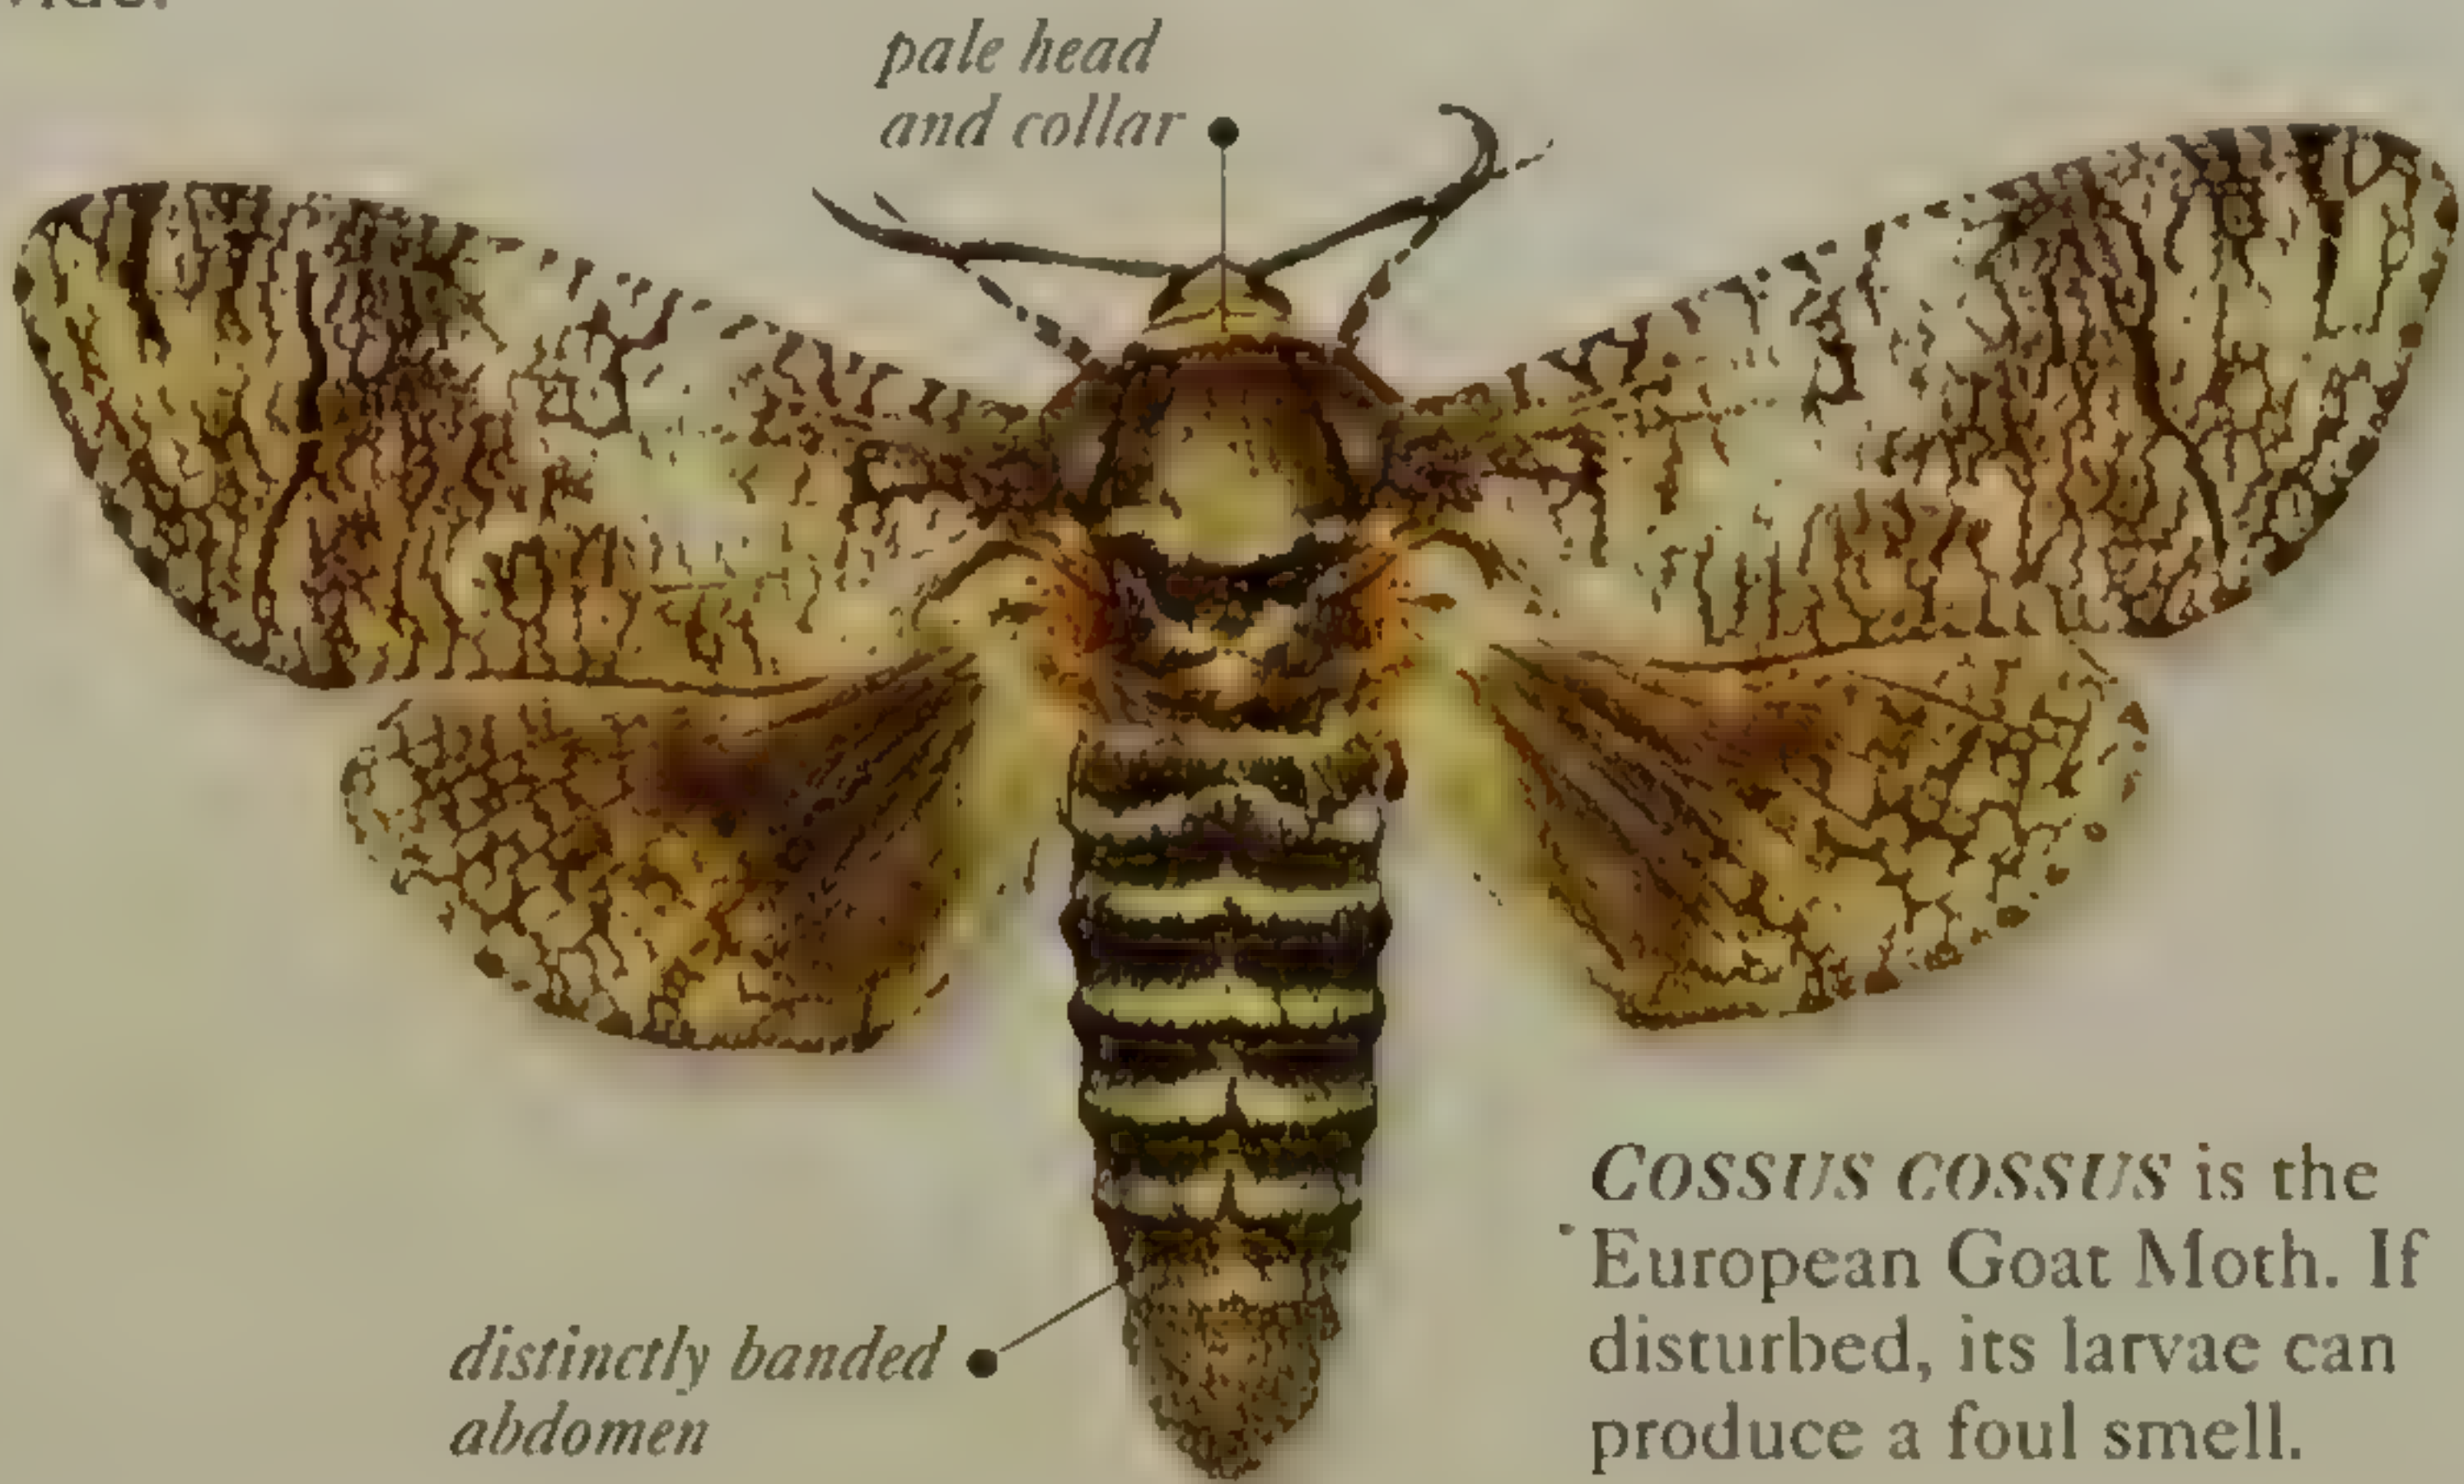 pale head
and collar
distinctly banded
abdomen
COSSUS COSSUS is the
European Goat Moth. If
disturbed, its larvae can
produce a foul smell.